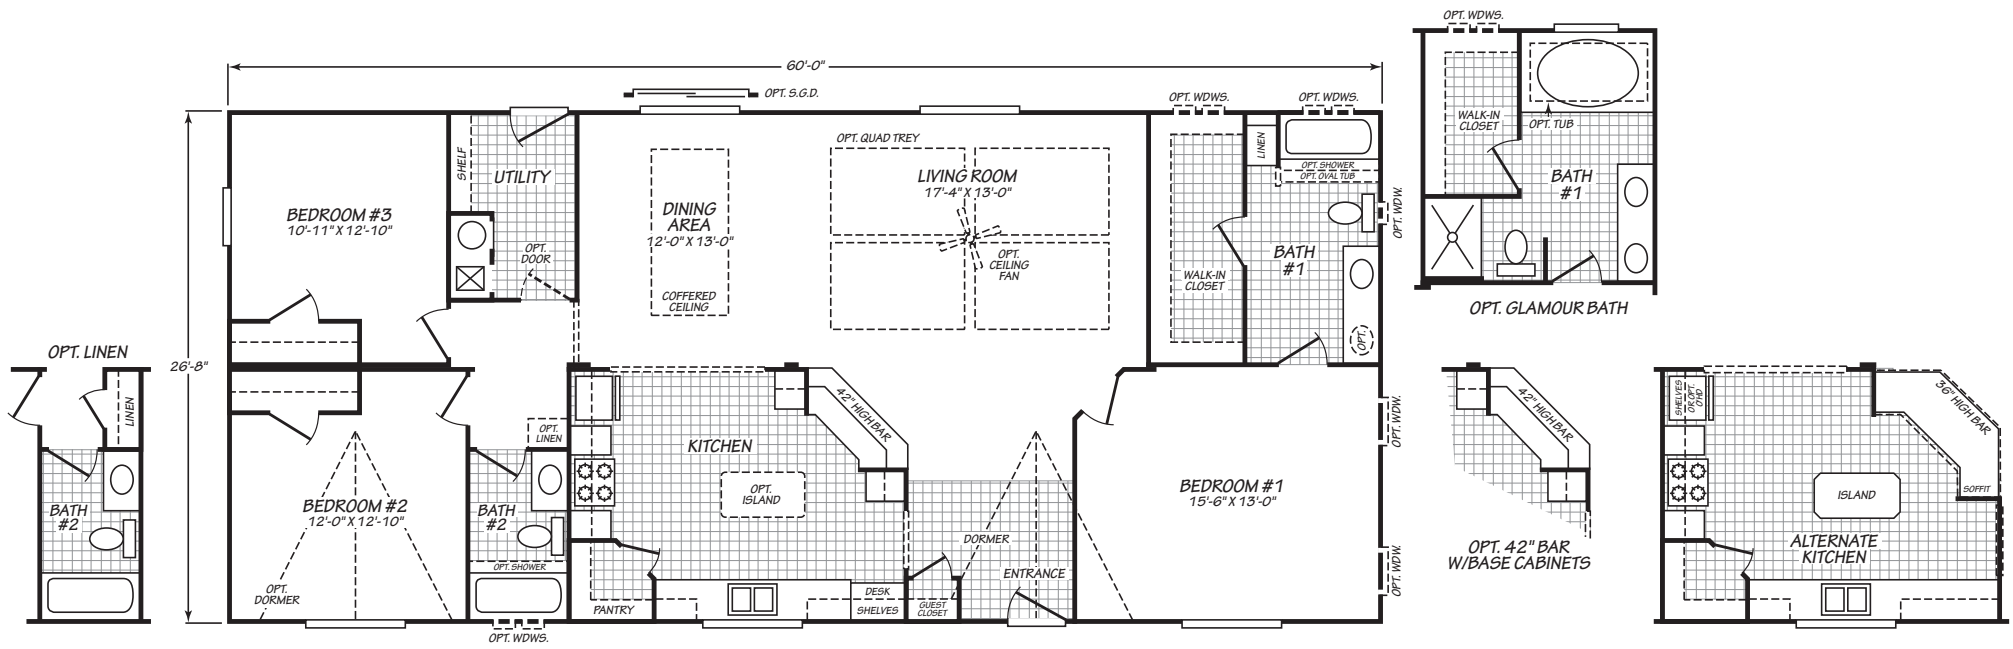 60'-0"
OPT. S.G.D.
26'-8"
BEDROOM #3
10'-11" X 12'-10"
SHELF
UTILITY
OPT.
DOOR
DINING
AREA
12'-0" X 13'-0"
COFFERED
CEILING
OPT. QUAD TREY
LIVING ROOM
17'-4" X 13'-0"
OPT.
CEILING
FAN
OPT. WDWS.
OPT. WDWS.
LINEN
OPT. SHOWER
OPT. OVAL TUB
OPT. WDW.
WALK-IN
CLOSET
BATH
#1
OPT.
OPT. LINEN
LINEN
BATH
#2
BEDROOM #2
12'-0" X 12'-10"
OPT.
DORMER
OPT.
LINEN
BATH
#2
OPT. SHOWER
OPT. WDWS.
KITCHEN
42" HIGH BAR
OPT.
ISLAND
PANTRY
DESK
SHELVES
GUEST
CLOSET
DORMER
ENTRANCE
BEDROOM #1
15'-6" X 13'-0"
OPT. WDW.
OPT. WDW.
OPT. WDWS.
WALK-IN
CLOSET
OPT. TUB
BATH
#1
OPT. GLAMOUR BATH
42" HIGH BAR
OPT. 42" BAR
W/BASE CABINETS
SHELVES
OR OPT.
OHD
36" HIGH BAR
SOFFIT
ISLAND
ALTERNATE
KITCHEN